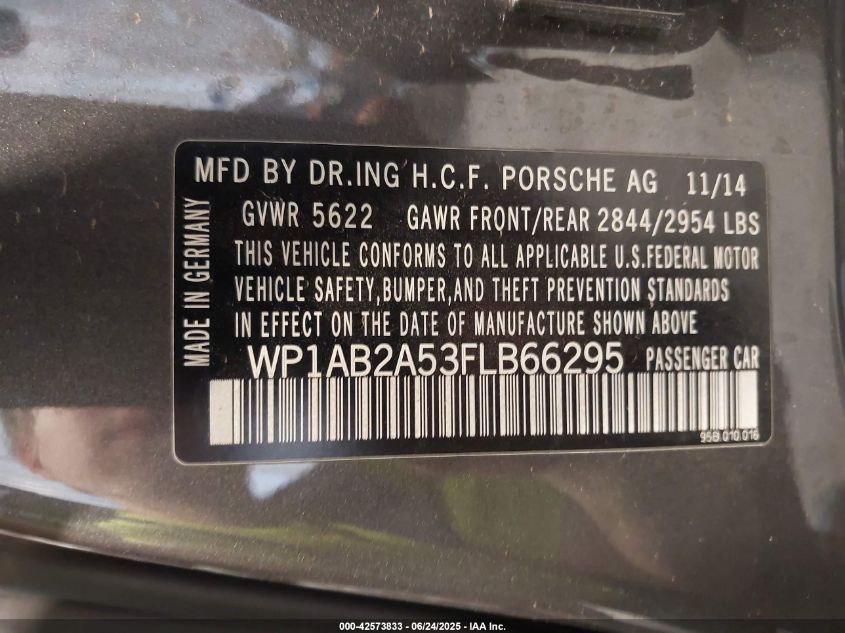 MFD BY DR.ING H.C.F. PORSCHE AG 11/14
GVWR 5622 GAWR FRONT/REAR 2844/2954 LBS
THIS VEHICLE CONFORMS TO ALL APPLICABLE U.S.FEDERAL MOTOR
VEHICLE SAFETY,BUMPER,AND THEFT PREVENTION STANDARDS
IN EFFECT ON THE DATE OF MANUFACTURE SHOWN ABOVE
WP1AB2A53FLB66295 PASSENGER CAR
95B.010.016
MADE IN GERMANY
000-42573833 - 06/24/2025 - IAA Inc.